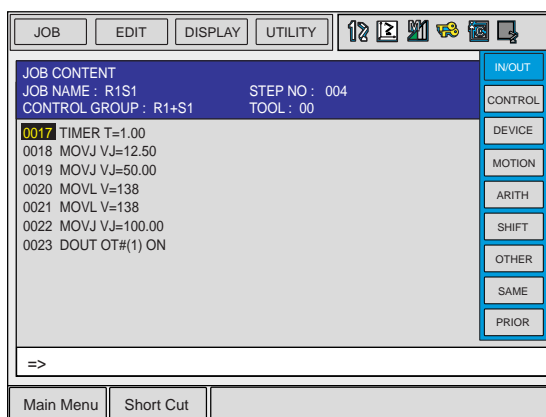 JOB EDIT DISPLAY UTILITY
JOB CONTENT
JOB NAME : R1S1 STEP NO : 004
CONTROL GROUP : R1+S1 TOOL : 00
0017 TIMER T=1.00
0018 MOVJ VJ=12.50
0019 MOVJ VJ=50.00
0020 MOVL V=138
0021 MOVL V=138
0022 MOVJ VJ=100.00
0023 DOUT OT#(1) ON
=>
IN/OUT
CONTROL
DEVICE
MOTION
ARITH
SHIFT
OTHER
SAME
PRIOR
Main Menu Short Cut